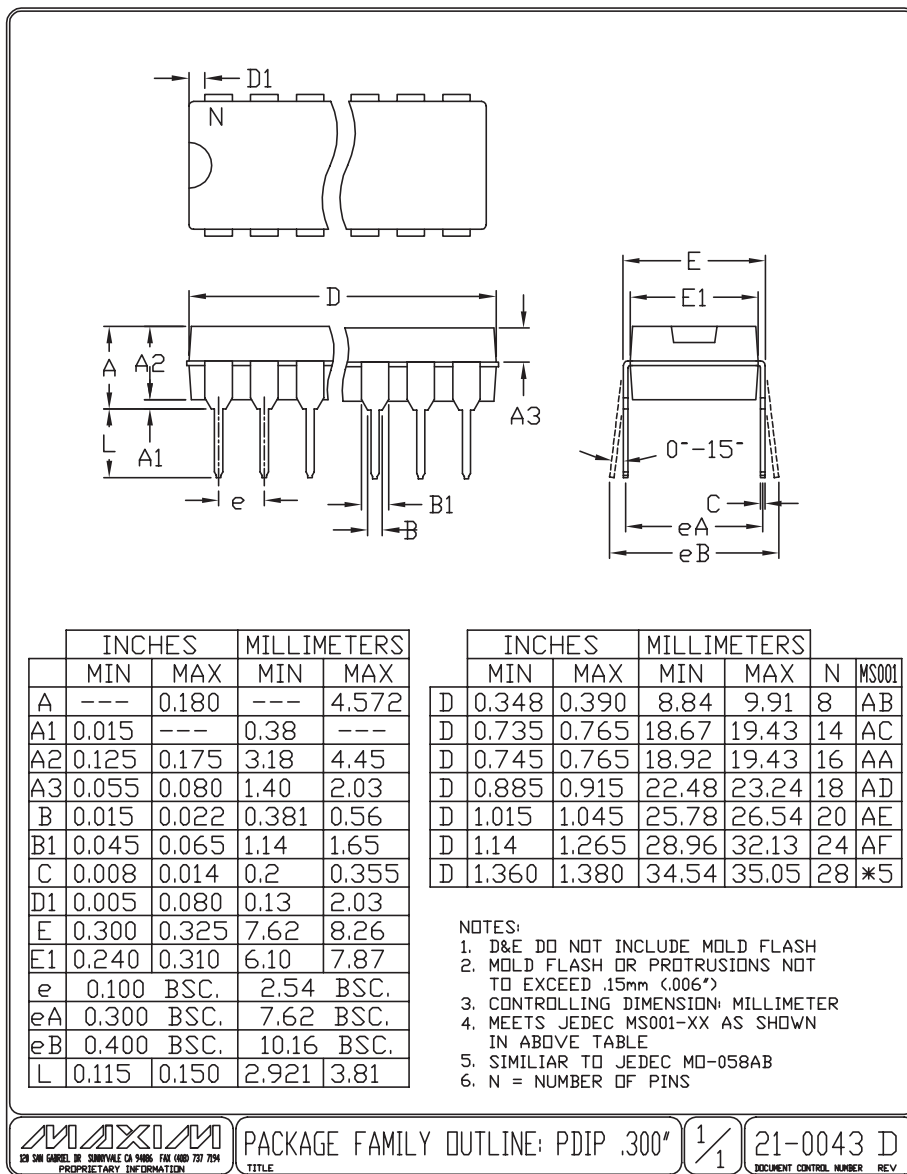 D1
N
D
E
E1
A
A2
A3
L
A1
0°-15°
e
B1
B
C
eA
eB
INCHES MILLIMETERS
MIN MAX MIN MAX
A --- 0.180 --- 4.572
A1 0.015 --- 0.38 ---
A2 0.125 0.175 3.18 4.45
A3 0.055 0.080 1.40 2.03
B 0.015 0.022 0.381 0.56
B1 0.045 0.065 1.14 1.65
C 0.008 0.014 0.2 0.355
D1 0.005 0.080 0.13 2.03
E 0.300 0.325 7.62 8.26
E1 0.240 0.310 6.10 7.87
e 0.100 BSC. 2.54 BSC.
eA 0.300 BSC. 7.62 BSC.
eB 0.400 BSC. 10.16 BSC.
L 0.115 0.150 2.921 3.81
INCHES MILLIMETERS
MIN MAX MIN MAX N MS001
D 0.348 0.390 8.84 9.91 8 AB
D 0.735 0.765 18.67 19.43 14 AC
D 0.745 0.765 18.92 19.43 16 AA
D 0.885 0.915 22.48 23.24 18 AD
D 1.015 1.045 25.78 26.54 20 AE
D 1.14 1.265 28.96 32.13 24 AF
D 1.360 1.380 34.54 35.05 28 *5
NOTES:
1. D&E DO NOT INCLUDE MOLD FLASH
2. MOLD FLASH OR PROTRUSIONS NOT
TO EXCEED .15mm (.006")
3. CONTROLLING DIMENSION: MILLIMETER
4. MEETS JEDEC MS001-XX AS SHOWN
IN ABOVE TABLE
5. SIMILIAR TO JEDEC MO-058AB
6. N = NUMBER OF PINS
MAXIM
120 SAN GABRIEL DR SUNNYVALE CA 94086 FAX (408) 737 7194
PROPRIETARY INFORMATION
PACKAGE FAMILY OUTLINE: PDIP .300"
TITLE
1/1
21-0043 D
DOCUMENT CONTROL NUMBER REV